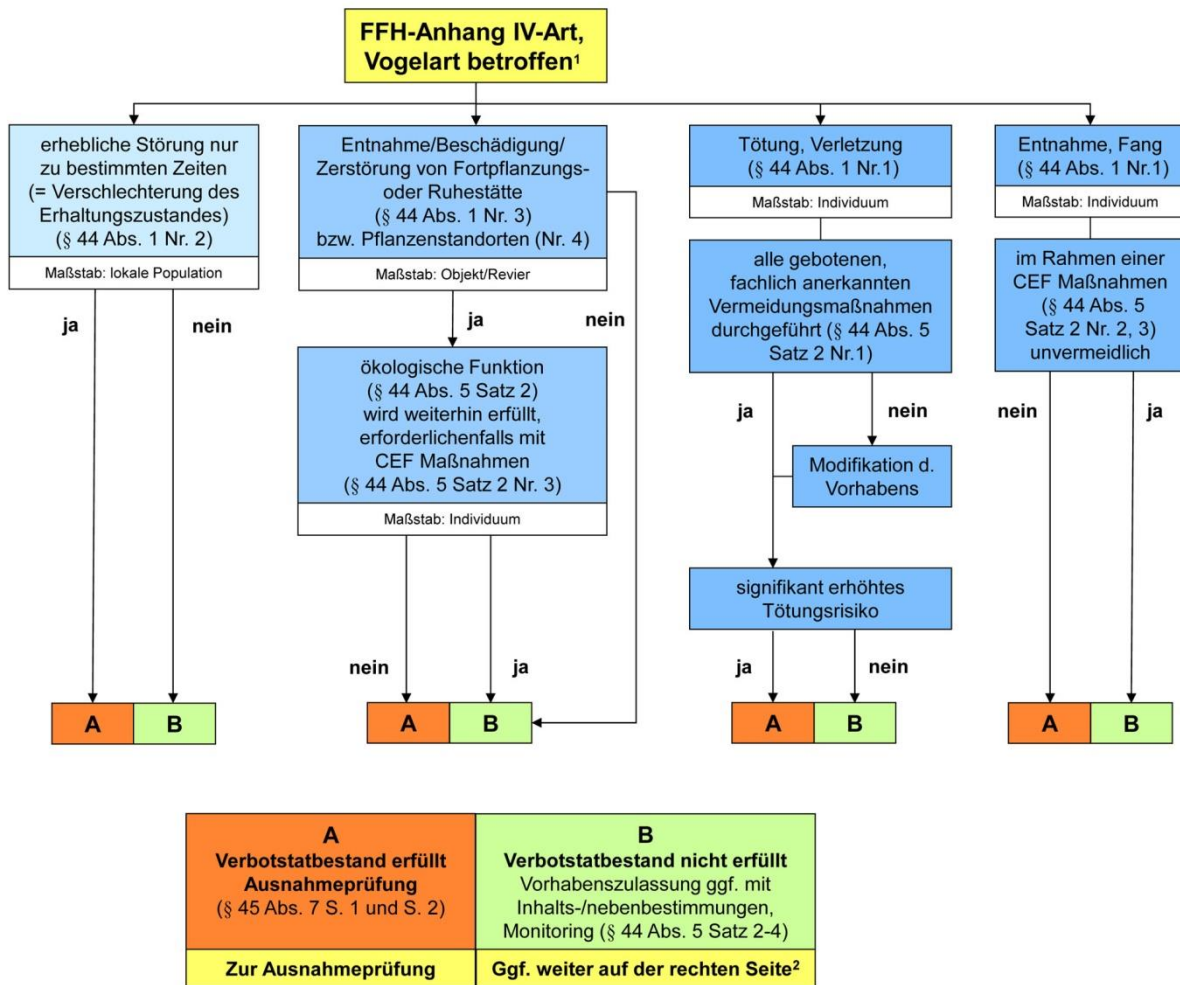 FFH-Anhang IV-Art,
Vogelart betroffen¹
erhebliche Störung nur
zu bestimmten Zeiten
(= Verschlechterung des
Erhaltungszustandes)
(§ 44 Abs. 1 Nr. 2)
Maßstab: lokale Population
ja
nein
Entnahme/Beschädigung/
Zerstörung von Fortpflanzungs-
oder Ruhestätte
(§ 44 Abs. 1 Nr. 3)
bzw. Pflanzenstandorten (Nr. 4)
Maßstab: Objekt/Revier
ja
nein
ökologische Funktion
(§ 44 Abs. 5 Satz 2)
wird weiterhin erfüllt,
erforderlichenfalls mit
CEF Maßnahmen
(§ 44 Abs. 5 Satz 2 Nr. 3)
Maßstab: Individuum
nein
ja
Tötung, Verletzung
(§ 44 Abs. 1 Nr.1)
Maßstab: Individuum
alle gebotenen,
fachlich anerkannten
Vermeidungsmaßnahmen
durchgeführt (§ 44 Abs. 5
Satz 2 Nr.1)
ja
nein
Modifikation d.
Vorhabens
signifikant erhöhtes
Tötungsrisiko
ja
nein
Entnahme, Fang
(§ 44 Abs. 1 Nr.1)
Maßstab: Individuum
im Rahmen einer
CEF Maßnahmen
(§ 44 Abs. 5
Satz 2 Nr. 2, 3)
unvermeidlich
nein
ja
A
B
A
B
A
B
A
B
A
Verbotstatbestand erfüllt
Ausnahmeprüfung
(§ 45 Abs. 7 S. 1 und S. 2)
Zur Ausnahmeprüfung
B
Verbotstatbestand nicht erfüllt
Vorhabenszulassung ggf. mit
Inhalts-/nebenbestimmungen,
Monitoring (§ 44 Abs. 5 Satz 2-4)
Ggf. weiter auf der rechten Seite²